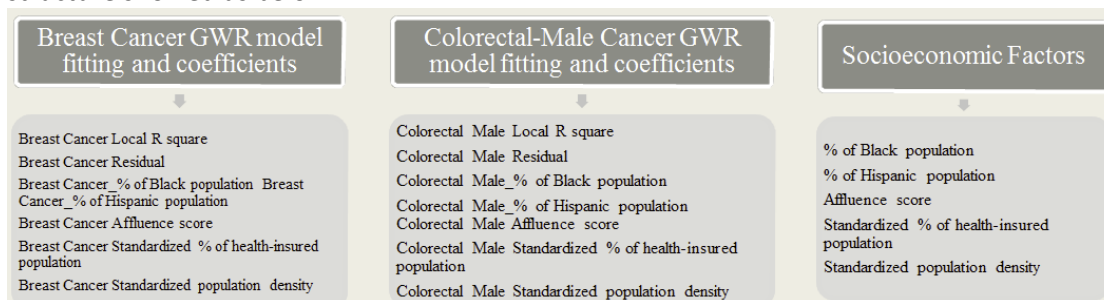 Breast Cancer GWR model
fitting and coefficients
Breast Cancer Local R square
Breast Cancer Residual
Breast Cancer_% of Black population Breast
Cancer_% of Hispanic population
Breast Cancer Affluence score
Breast Cancer Standardized % of health-insured
population
Breast Cancer Standardized population density
Colorectal-Male Cancer GWR
model fitting and coefficients
Colorectal Male Local R square
Colorectal Male Residual
Colorectal Male_% of Black population
Colorectal Male_% of Hispanic population
Colorectal Male Affluence score
Colorectal Male Standardized % of health-insured
population
Colorectal Male Standardized population density
Socioeconomic Factors
% of Black population
% of Hispanic population
Affluence score
Standardized % of health-insured
population
Standardized population density